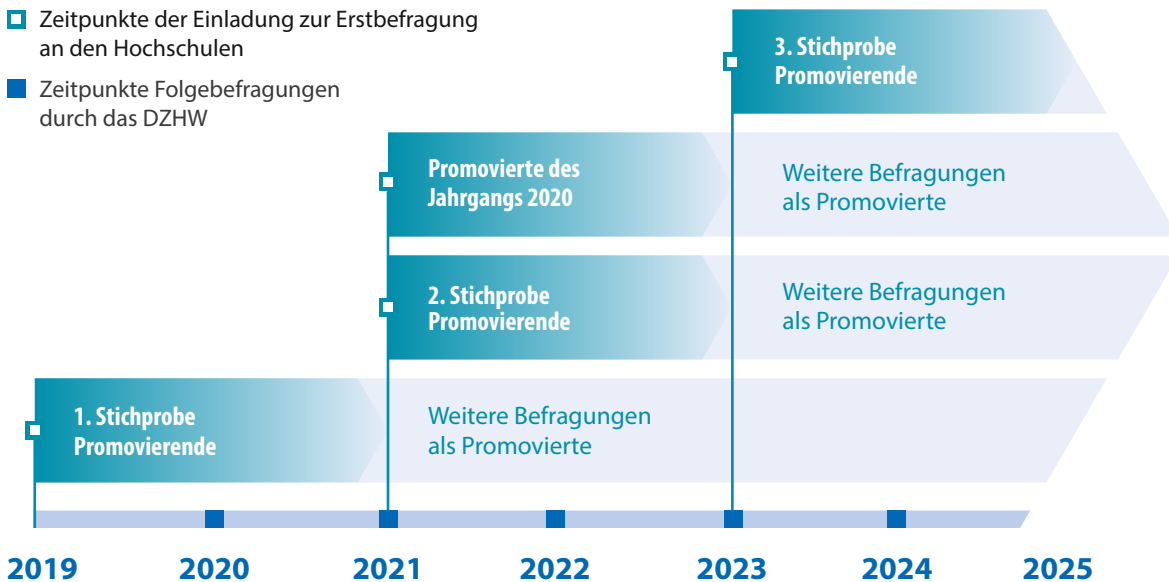 Zeitpunkte der Einladung zur Erstbefragung
an den Hochschulen
Zeitpunkte Folgebefragungen
durch das DZHW
3. Stichprobe
Promovierende
Promovierte des
Jahrgangs 2020
Weitere Befragungen
als Promovierte
2. Stichprobe
Promovierende
Weitere Befragungen
als Promovierte
1. Stichprobe
Promovierende
Weitere Befragungen
als Promovierte
2019 2020 2021 2022 2023 2024 2025